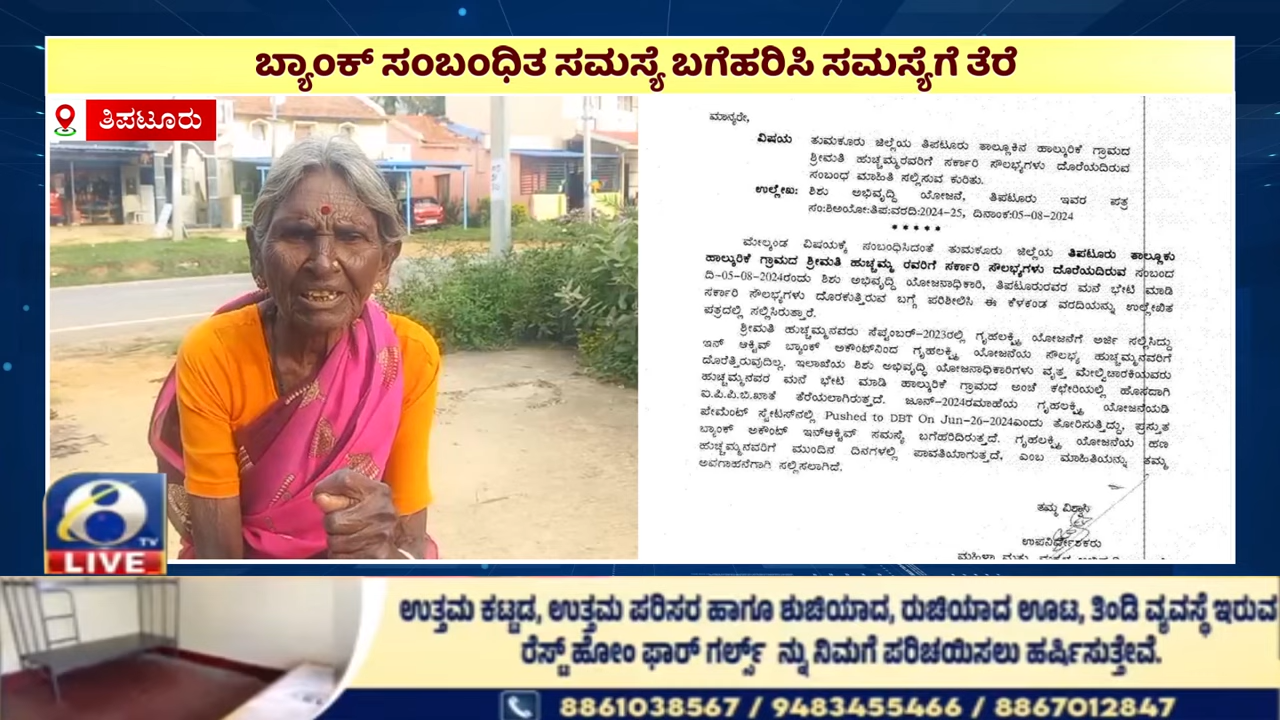 ಬ್ಯಾಂಕ್ ಸಂಬಂಧಿತ ಸಮಸ್ಯೆ ಬಗೆಹರಿಸಿ ಸಮಸ್ಯೆಗೆ ತೆರೆ
ತಿಪಟೂರು
ಮಾನ್ಯರೇ,
ವಿಷಯ ತುಮಕೂರು ಜಿಲ್ಲೆಯ ತಿಪಟೂರು ತಾಲ್ಲೂಕಿನ ಹಾಲ್ಕುರಿಕೆ ಗ್ರಾಮದ
ಶ್ರೀಮತಿ ಹುಚ್ಚಮ್ಮರವರಿಗೆ ಸರ್ಕಾರಿ ಸೌಲಭ್ಯಗಳು ದೊರೆಯದಿರುವ
ಸಂಬಂಧ ಮಾಹಿತಿ ಸಲ್ಲಿಸುವ ಕುರಿತು.
ಉಲ್ಲೇಖ: ಶಿಶು ಅಭಿವೃದ್ಧಿ ಯೋಜನೆ, ತಿಪಟೂರು ಇವರ ಪತ್ರ
ಸಂ:ಶಿಅಯೋ:ತಿಪ:ವರದಿ:2024-25, ದಿನಾಂಕ:05-08-2024
*****
ಮೇಲ್ಕಂಡ ವಿಷಯಕ್ಕೆ ಸಂಬಂಧಿಸಿದಂತೆ ತುಮಕೂರು ಜಿಲ್ಲೆಯ ತಿಪಟೂರು ತಾಲ್ಲೂಕು
ಹಾಲ್ಕುರಿಕೆ ಗ್ರಾಮದ ಶ್ರೀಮತಿ ಹುಚ್ಚಮ್ಮ ರವರಿಗೆ ಸರ್ಕಾರಿ ಸೌಲಭ್ಯಗಳು ದೊರೆಯದಿರುವ ಸಂಬಂದ
ದಿ-05-08-2024ರಂದು ಶಿಶು ಅಭಿವೃದ್ಧಿ ಯೋಜನಾಧಿಕಾರಿ, ತಿಪಟೂರುರವರ ಮನೆ ಭೇಟಿ ಮಾಡಿ
ಸರ್ಕಾರಿ ಸೌಲಭ್ಯಗಳು ದೊರಕುತ್ತಿರುವ ಬಗ್ಗೆ ಪರಿಶೀಲಿಸಿ ಈ ಕೆಳಕಂಡ ವರದಿಯನ್ನು ಉಲ್ಲೇಖಿತ
ಪತ್ರದಲ್ಲಿ ಸಲ್ಲಿಸಿರುತ್ತಾರೆ.
ಶ್ರೀಮತಿ ಹುಚ್ಚಮ್ಮನವರು ಸೆಪ್ಟಂಬರ್-2023ರಲ್ಲಿ ಗೃಹಲಕ್ಷ್ಮಿ ಯೋಜನೆಗೆ ಅರ್ಜಿ ಸಲ್ಲಿಸಿದ್ದು
ಇನ್ ಆಕ್ಟಿವ್ ಬ್ಯಾಂಕ್ ಅಕೌಂಟ್‌ನಿಂದ ಗೃಹಲಕ್ಷ್ಮಿ ಯೋಜನೆಯ ಸೌಲಭ್ಯ ಹುಚ್ಚಮ್ಮನವರಿಗೆ
ದೊರೆತ್ತಿರುವುದಿಲ್ಲ. ಇಲಾಖೆಯ ಶಿಶು ಅಭಿವೃದ್ಧಿ ಯೋಜನಾಧಿಕಾರಿಗಳು ವೃತ್ತ ಮೇಲ್ವಿಚಾರಕಿಯವರು
ಹುಚ್ಚಮ್ಮನವರ ಮನೆ ಭೇಟಿ ಮಾಡಿ ಹಾಲ್ಕುರಿಕೆ ಗ್ರಾಮದ ಅಂಚೆ ಕಛೇರಿಯಲ್ಲಿ ಹೊಸದಾಗಿ
ಐ.ಪಿ.ಪಿ.ಬಿ.ಖಾತೆ ತೆರೆಯಲಾಗಿರುತ್ತದೆ. ಜೂನ್-2024ರಮಾಹೆಯ ಗೃಹಲಕ್ಷ್ಮಿ ಯೋಜನೆಯಡಿ
ಪೇಮೆಂಟ್ ಸ್ಟೇಟಸ್‌ನಲ್ಲಿ Pushed to DBT On Jun-26-2024ಎಂದು ತೋರಿಸುತ್ತಿದ್ದು, ಪ್ರಸ್ತುತ
ಬ್ಯಾಂಕ್ ಅಕೌಂಟ್ ಇನ್‌ಆಕ್ಟಿವ್ ಸಮಸ್ಯೆ ಬಗೆಹರಿದಿರುತ್ತದೆ. ಗೃಹಲಕ್ಷ್ಮಿ ಯೋಜನೆಯ ಹಣ
ಹುಚ್ಚಮ್ಮನವರಿಗೆ ಮುಂದಿನ ದಿನಗಳಲ್ಲಿ ಪಾವತಿಯಾಗುತ್ತದೆ, ಎಂಬ ಮಾಹಿತಿಯನ್ನು ತಮ್ಮ
ಅವಗಾಹನೆಗಾಗಿ ಸಲ್ಲಿಸಲಾಗಿದೆ.
ತಮ್ಮ ವಿಶ್ವಾಸಿ
ಉಪನಿರ್ದೇಶಕರು
8 TV
LIVE
ಉತ್ತಮ ಕಟ್ಟಡ, ಉತ್ತಮ ಪರಿಸರ ಹಾಗೂ ಶುಚಿಯಾದ, ರುಚಿಯಾದ ಊಟ, ತಿಂಡಿ ವ್ಯವಸ್ಥೆ ಇರುವ
ರೆಸ್ಟ್ ಹೋಂ ಫಾರ್ ಗರ್ಲ್ಸ್ ನ್ನು ನಿಮಗೆ ಪರಿಚಯಿಸಲು ಹರ್ಷಿಸುತ್ತೇವೆ.
8861038567 / 9483455466 / 8867012847